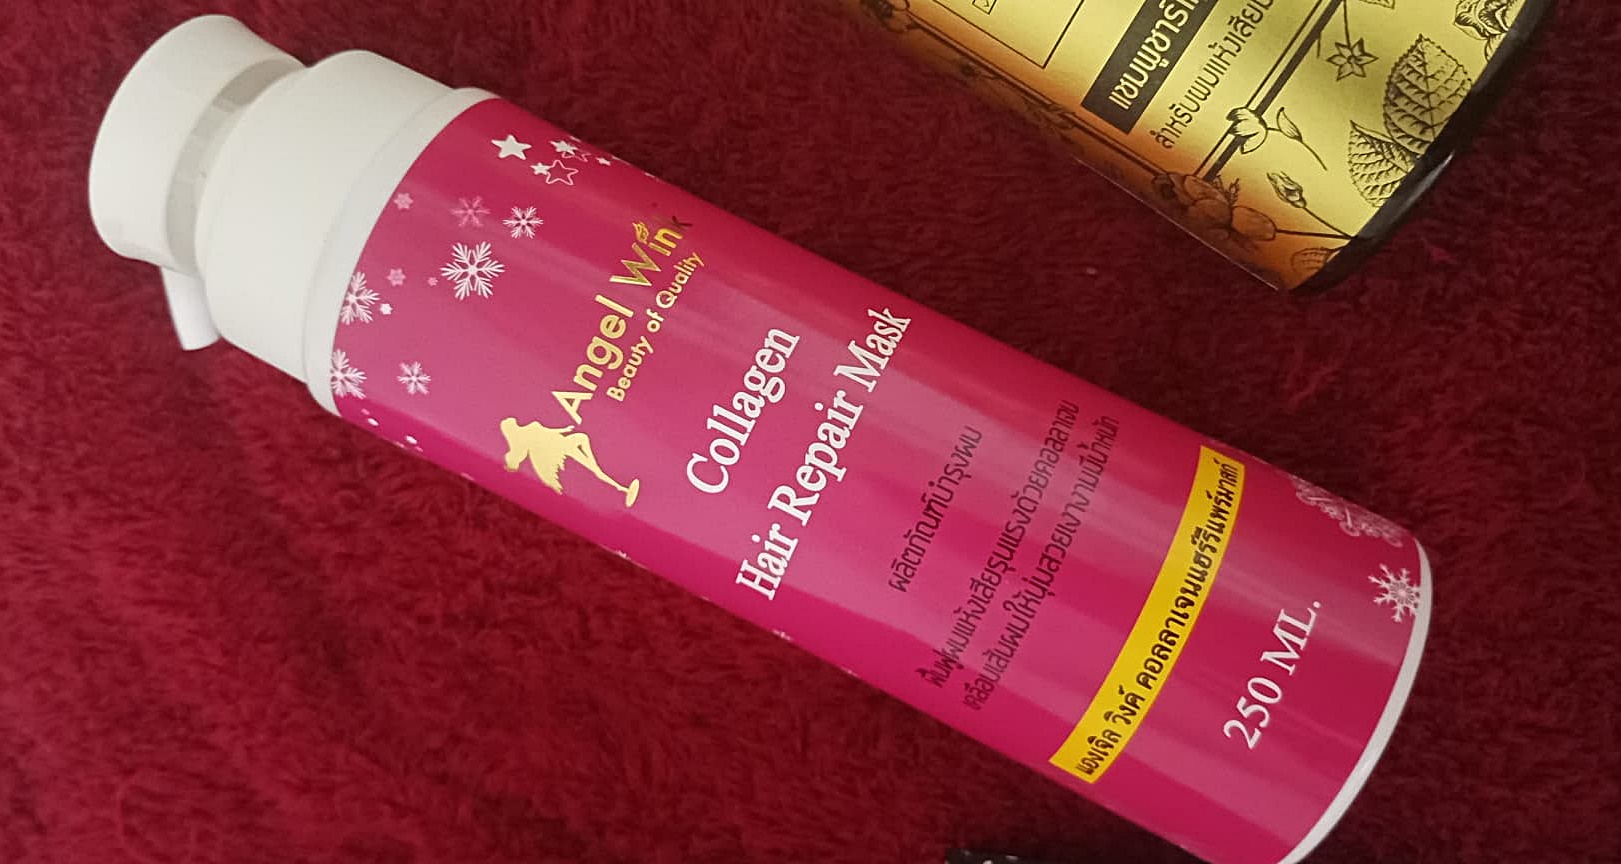 Angel Wink
Beauty of Quality
Collagen
Hair Repair Mask
ผลิตภัณฑ์บำรุงผม
ฟื้นฟูผมแห้งเสียรุนแรงด้วยคอลลาเจน
เคลือบเส้นผมให้นุ่มสวยเงางามมีน้ำหนัก
แองเจิล วิงค์ คอลลาเจนแฮร์รีแพร์มาส์ก
250 ML.
สำหรับผมแห้งเสีย